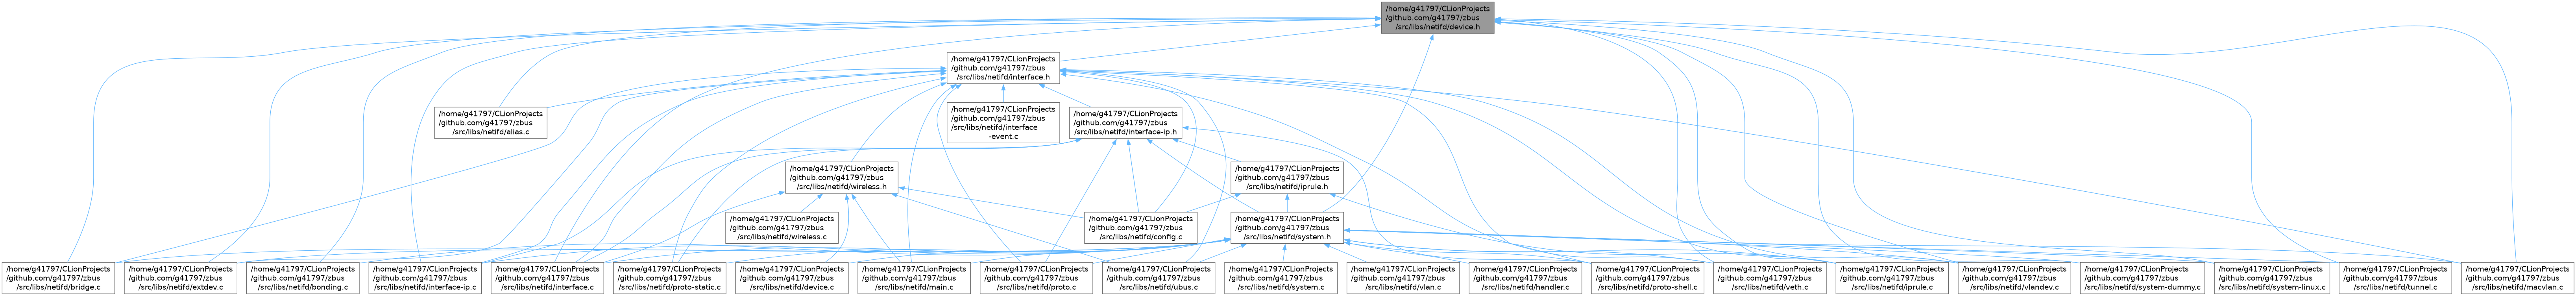 /home/g41797/CLionProjects
/github.com/g41797/zbus
/src/libs/netifd/device.h
/home/g41797/CLionProjects
/github.com/g41797/zbus
/src/libs/netifd/interface.h
/home/g41797/CLionProjects
/github.com/g41797/zbus
/src/libs/netifd/alias.c
/home/g41797/CLionProjects
/github.com/g41797/zbus
/src/libs/netifd/interface
-event.c
/home/g41797/CLionProjects
/github.com/g41797/zbus
/src/libs/netifd/interface-ip.h
/home/g41797/CLionProjects
/github.com/g41797/zbus
/src/libs/netifd/wireless.h
/home/g41797/CLionProjects
/github.com/g41797/zbus
/src/libs/netifd/iprule.h
/home/g41797/CLionProjects
/github.com/g41797/zbus
/src/libs/netifd/wireless.c
/home/g41797/CLionProjects
/github.com/g41797/zbus
/src/libs/netifd/config.c
/home/g41797/CLionProjects
/github.com/g41797/zbus
/src/libs/netifd/system.h
/home/g41797/CLionProjects
/github.com/g41797/zbus
/src/libs/netifd/bridge.c
/home/g41797/CLionProjects
/github.com/g41797/zbus
/src/libs/netifd/extdev.c
/home/g41797/CLionProjects
/github.com/g41797/zbus
/src/libs/netifd/bonding.c
/home/g41797/CLionProjects
/github.com/g41797/zbus
/src/libs/netifd/interface-ip.c
/home/g41797/CLionProjects
/github.com/g41797/zbus
/src/libs/netifd/interface.c
/home/g41797/CLionProjects
/github.com/g41797/zbus
/src/libs/netifd/proto-static.c
/home/g41797/CLionProjects
/github.com/g41797/zbus
/src/libs/netifd/device.c
/home/g41797/CLionProjects
/github.com/g41797/zbus
/src/libs/netifd/main.c
/home/g41797/CLionProjects
/github.com/g41797/zbus
/src/libs/netifd/proto.c
/home/g41797/CLionProjects
/github.com/g41797/zbus
/src/libs/netifd/ubus.c
/home/g41797/CLionProjects
/github.com/g41797/zbus
/src/libs/netifd/system.c
/home/g41797/CLionProjects
/github.com/g41797/zbus
/src/libs/netifd/vlan.c
/home/g41797/CLionProjects
/github.com/g41797/zbus
/src/libs/netifd/handler.c
/home/g41797/CLionProjects
/github.com/g41797/zbus
/src/libs/netifd/proto-shell.c
/home/g41797/CLionProjects
/github.com/g41797/zbus
/src/libs/netifd/veth.c
/home/g41797/CLionProjects
/github.com/g41797/zbus
/src/libs/netifd/iprule.c
/home/g41797/CLionProjects
/github.com/g41797/zbus
/src/libs/netifd/vlandev.c
/home/g41797/CLionProjects
/github.com/g41797/zbus
/src/libs/netifd/system-dummy.c
/home/g41797/CLionProjects
/github.com/g41797/zbus
/src/libs/netifd/system-linux.c
/home/g41797/CLionProjects
/github.com/g41797/zbus
/src/libs/netifd/tunnel.c
/home/g41797/CLionProjects
/github.com/g41797/zbus
/src/libs/netifd/macvlan.c